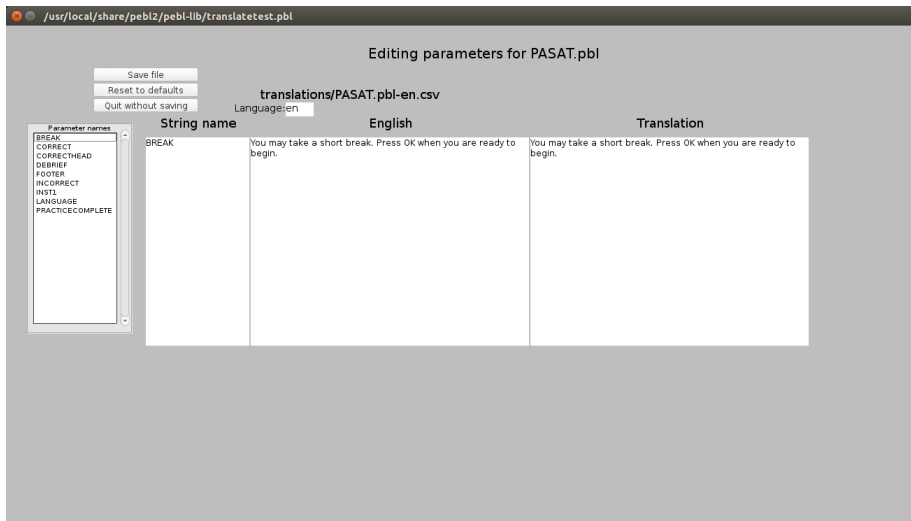 /usr/local/share/pebl2/pebl-lib/translatetest.pbl
Editing parameters for PASAT.pbl
Save file
Reset to defaults
Quit without saving
translations/PASAT.pbl-en.csv
Language:en
Parameter names
BREAK
CORRECT
CORRECTHEAD
DEBRIEF
FOOTER
INCORRECT
INST1
LANGUAGE
PRACTICECOMPLETE
String name
BREAK
English
You may take a short break. Press OK when you are ready to
begin.
Translation
You may take a short break. Press OK when you are ready to
begin.